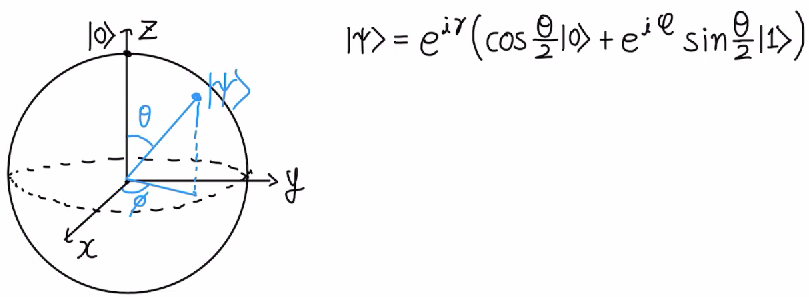 |0⟩ z
|ψ⟩ = e^{iγ}(cos θ/2 |0⟩ + e^{iφ} sin θ/2 |1⟩)
|ψ⟩
θ
y
ø
x